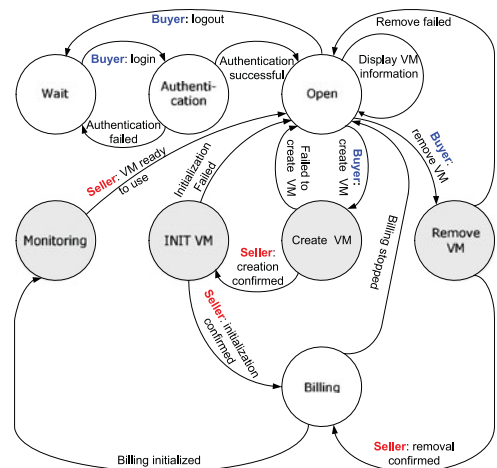 Buyer: logout
Remove failed
Buyer: login
Authentication
successful
Display VM
information
Wait
Authenti-
cation
Open
Authentication
failed
Seller: VM ready
to use
Initialization
Failed
Failed to
create VM
Buyer:
create VM
Buyer:
remove VM
Monitoring
INIT VM
Create VM
Remove
VM
Seller:
creation
confirmed
Seller: initialization
confirmed
Billing stopped
Billing
Billing initialized
Seller: removal
confirmed